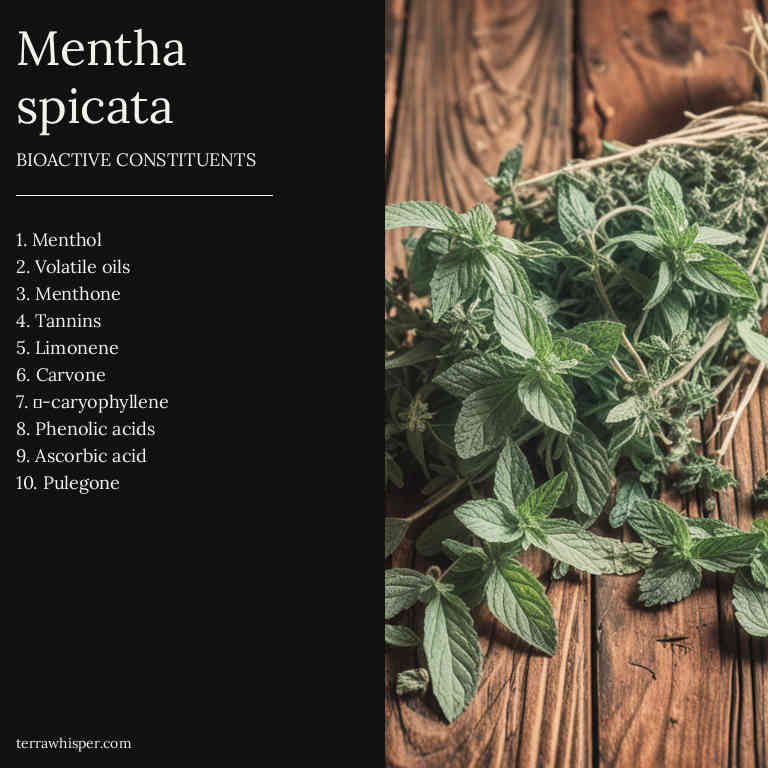 Mentha
spicata
BIOACTIVE CONSTITUENTS
1. Menthol
2. Volatile oils
3. Menthone
4. Tannins
5. Limonene
6. Carvone
7. □-caryophyllene
8. Phenolic acids
9. Ascorbic acid
10. Pulegone
terrawhisper.com